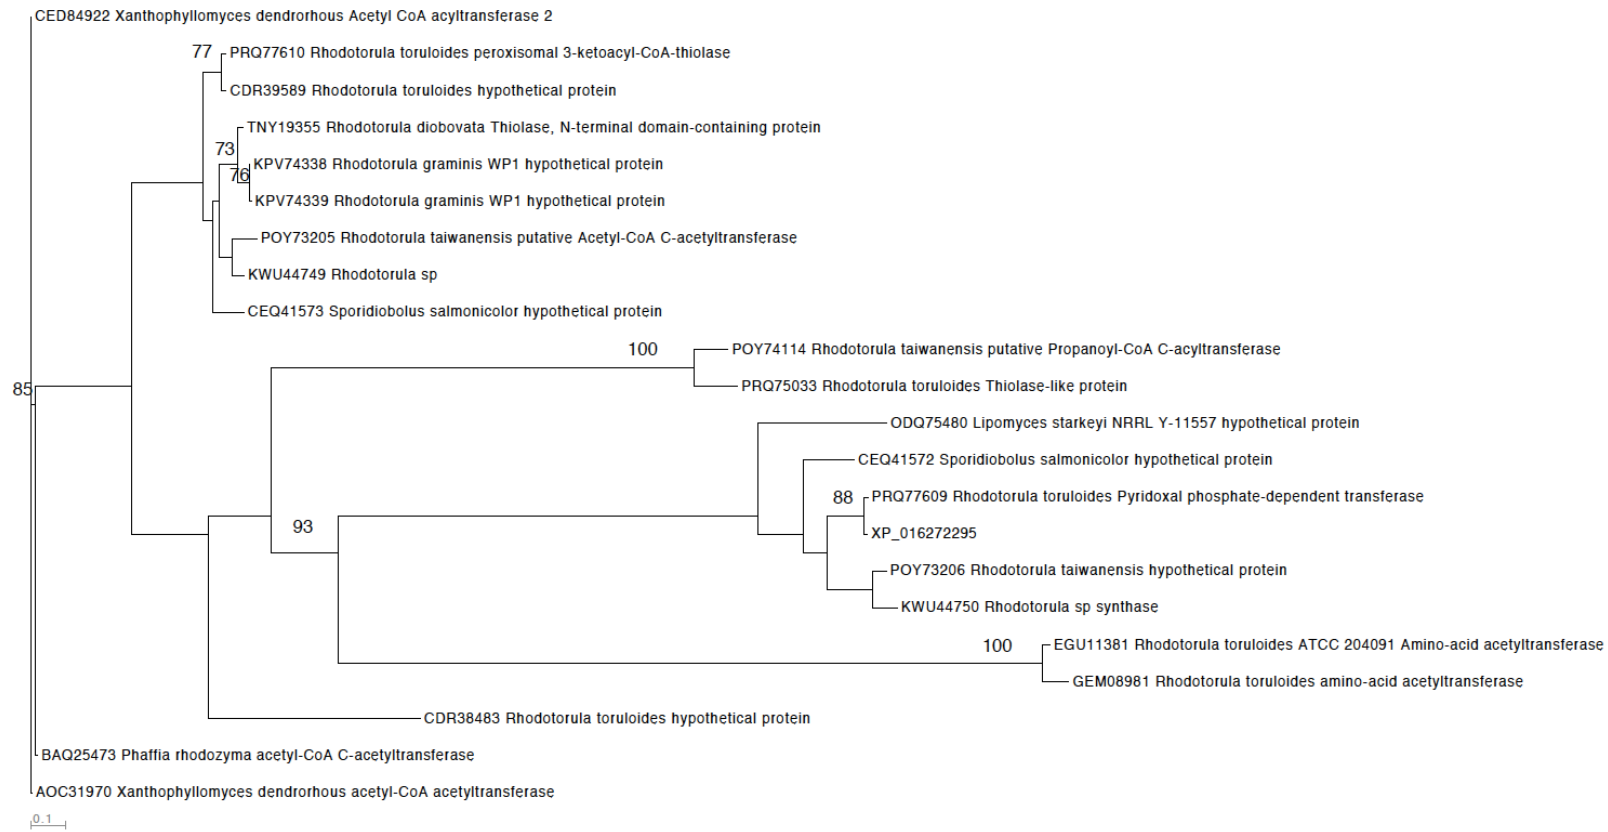 CED84922 Xanthophyllomyces dendrorhous Acetyl CoA acyltransferase 2
77
PRQ77610 Rhodotorula toruloides peroxisomal 3-ketoacyl-CoA-thiolase
CDR39589 Rhodotorula toruloides hypothetical protein
TNY19355 Rhodotorula diobovata Thiolase, N-terminal domain-containing protein
73
KPV74338 Rhodotorula graminis WP1 hypothetical protein
76
KPV74339 Rhodotorula graminis WP1 hypothetical protein
POY73205 Rhodotorula taiwanensis putative Acetyl-CoA C-acetyltransferase
KWU44749 Rhodotorula sp
CEQ41573 Sporidiobolus salmonicolor hypothetical protein
100
POY74114 Rhodotorula taiwanensis putative Propanoyl-CoA C-acyltransferase
85
PRQ75033 Rhodotorula toruloides Thiolase-like protein
ODQ75480 Lipomyces starkeyi NRRL Y-11557 hypothetical protein
CEQ41572 Sporidiobolus salmonicolor hypothetical protein
88
PRQ77609 Rhodotorula toruloides Pyridoxal phosphate-dependent transferase
93
XP_016272295
POY73206 Rhodotorula taiwanensis hypothetical protein
KWU44750 Rhodotorula sp synthase
100
EGU11381 Rhodotorula toruloides ATCC 204091 Amino-acid acetyltransferase
GEM08981 Rhodotorula toruloides amino-acid acetyltransferase
CDR38483 Rhodotorula toruloides hypothetical protein
BAQ25473 Phaffia rhodozyma acetyl-CoA C-acetyltransferase
AOC31970 Xanthophyllomyces dendrorhous acetyl-CoA acetyltransferase
0.1